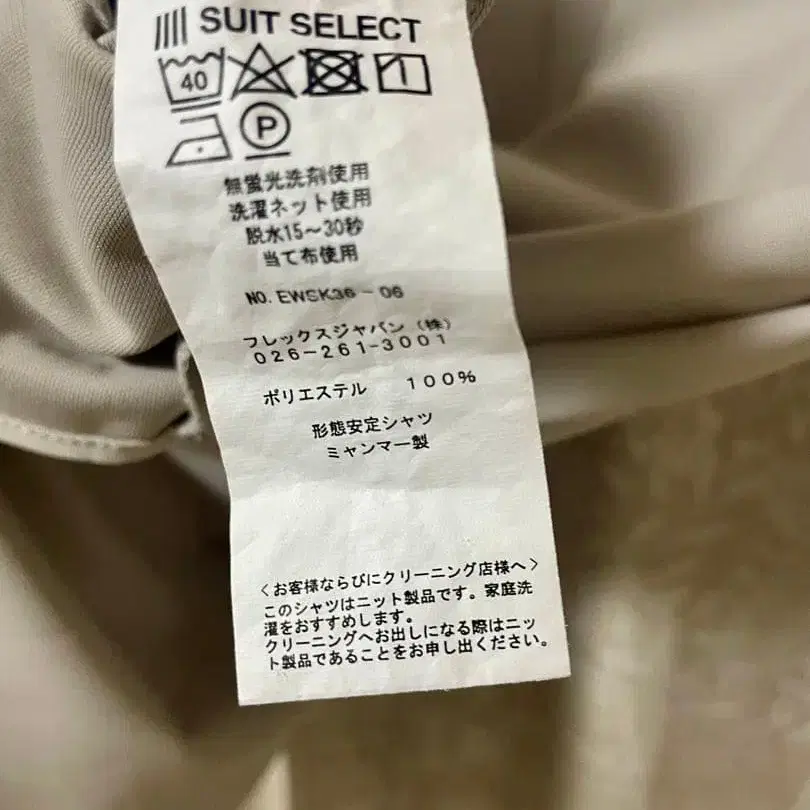 SUIT SELECT
40
P
無蛍光洗剤使用
洗濯ネット使用
脱水15～30秒
当て布使用
NO. EWSK36-06
フレックスジャパン（株）
026-261-3001
ポリエステル 100%
形態安定シャツ
ミャンマー製
＜お客様ならびにクリーニング店様へ＞
このシャツはニット製品です。家庭洗
濯をおすすめします。
クリーニングへお出しになる際はニッ
ト製品であることをお申し出ください。